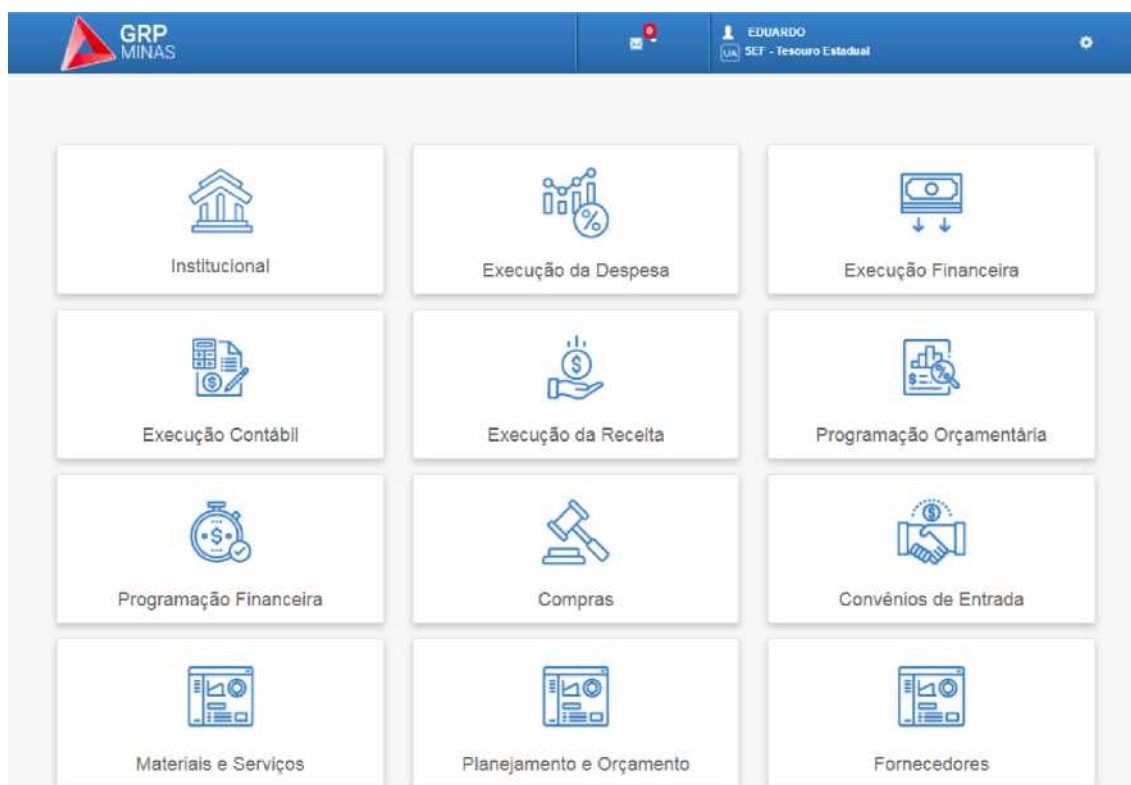 GRP
MINAS
0
EDUARDO
UA SEF - Tesouro Estadual
Institucional
Execução da Despesa
Execução Financeira
Execução Contábil
Execução da Receita
Programação Orçamentária
Programação Financeira
Compras
Convênios de Entrada
Materiais e Serviços
Planejamento e Orçamento
Fornecedores